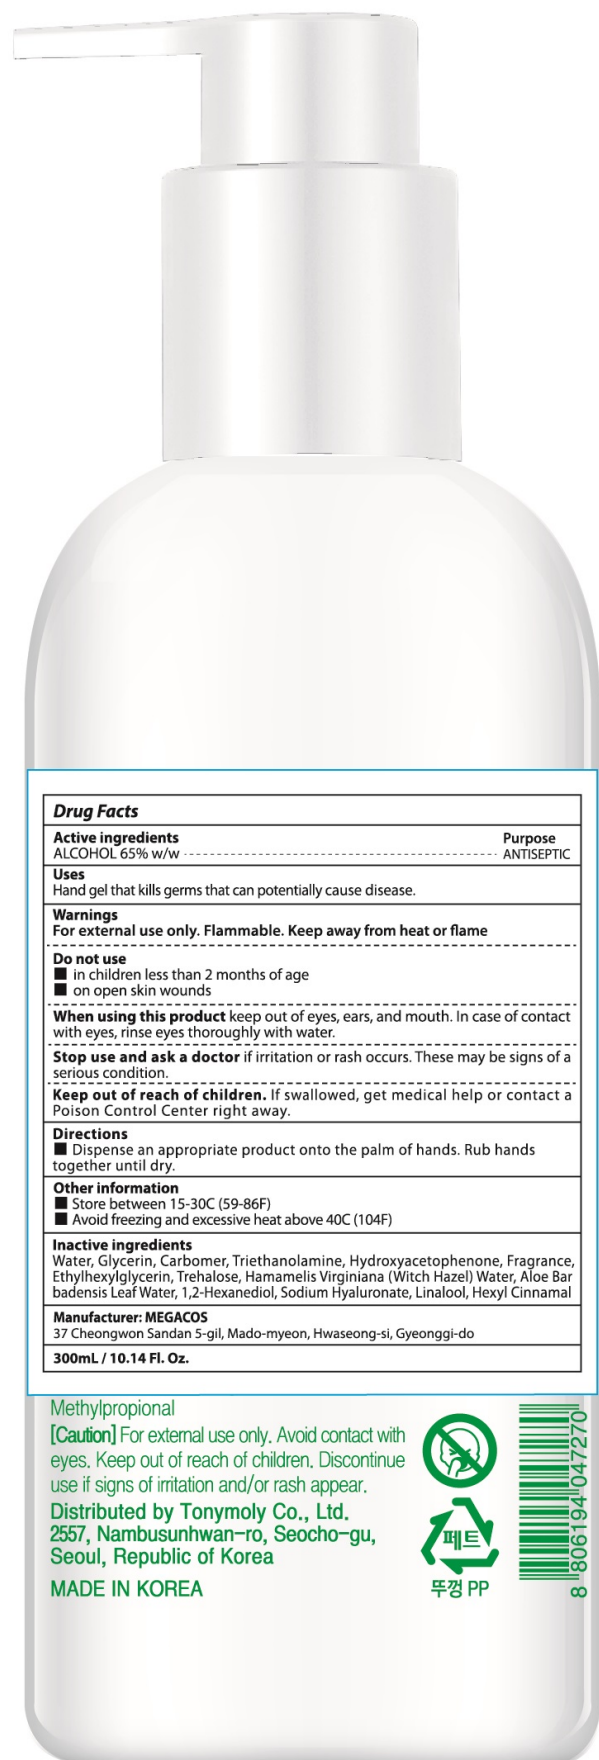 Drug Facts
Active ingredients Purpose
ALCOHOL 65% w/w ANTISEPTIC
Uses
Hand gel that kills germs that can potentially cause disease.
Warnings
For external use only. Flammable. Keep away from heat or flame
Do not use
■ in children less than 2 months of age
■ on open skin wounds
When using this product keep out of eyes, ears, and mouth. In case of contact
with eyes, rinse eyes thoroughly with water.
Stop use and ask a doctor if irritation or rash occurs. These may be signs of a
serious condition.
Keep out of reach of children. If swallowed, get medical help or contact a
Poison Control Center right away.
Directions
■ Dispense an appropriate product onto the palm of hands. Rub hands
together until dry.
Other information
■ Store between 15-30C (59-86F)
■ Avoid freezing and excessive heat above 40C (104F)
Inactive ingredients
Water, Glycerin, Carbomer, Triethanolamine, Hydroxyacetophenone, Fragrance,
Ethylhexylglycerin, Trehalose, Hamamelis Virginiana (Witch Hazel) Water, Aloe Bar
badensis Leaf Water, 1,2-Hexanediol, Sodium Hyaluronate, Linalool, Hexyl Cinnamal
Manufacturer: MEGACOS
37 Cheongwon Sandan 5-gil, Mado-myeon, Hwaseong-si, Gyeonggi-do
300mL / 10.14 Fl. Oz.
Methylpropional
[Caution] For external use only. Avoid contact with
eyes. Keep out of reach of children. Discontinue
use if signs of irritation and/or rash appear.
Distributed by Tonymoly Co., Ltd.
2557, Nambusunhwan-ro, Seocho-gu,
Seoul, Republic of Korea
MADE IN KOREA
페트
뚜껑 PP
8 806194 047270